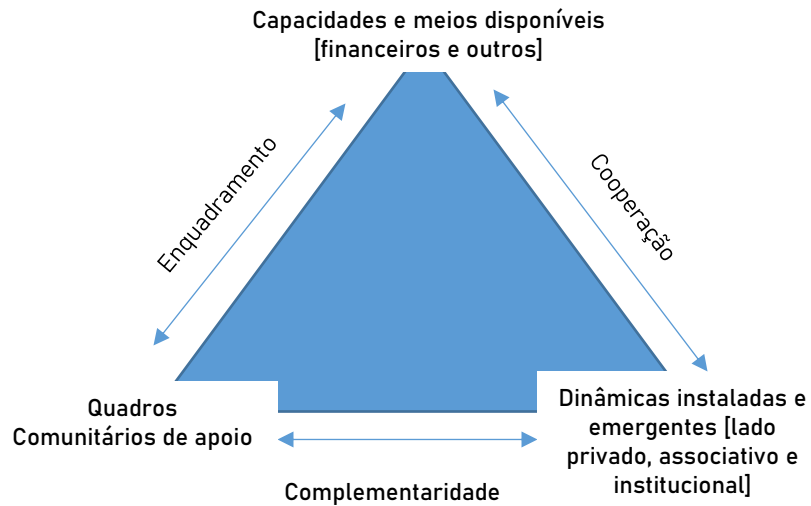 Capacidades e meios disponíveis
[financeiros e outros]
Enquadramento
Cooperação
Quadros
Comunitários de apoio
Dinâmicas instaladas e
emergentes [lado
privado, associativo e
institucional]
Complementaridade